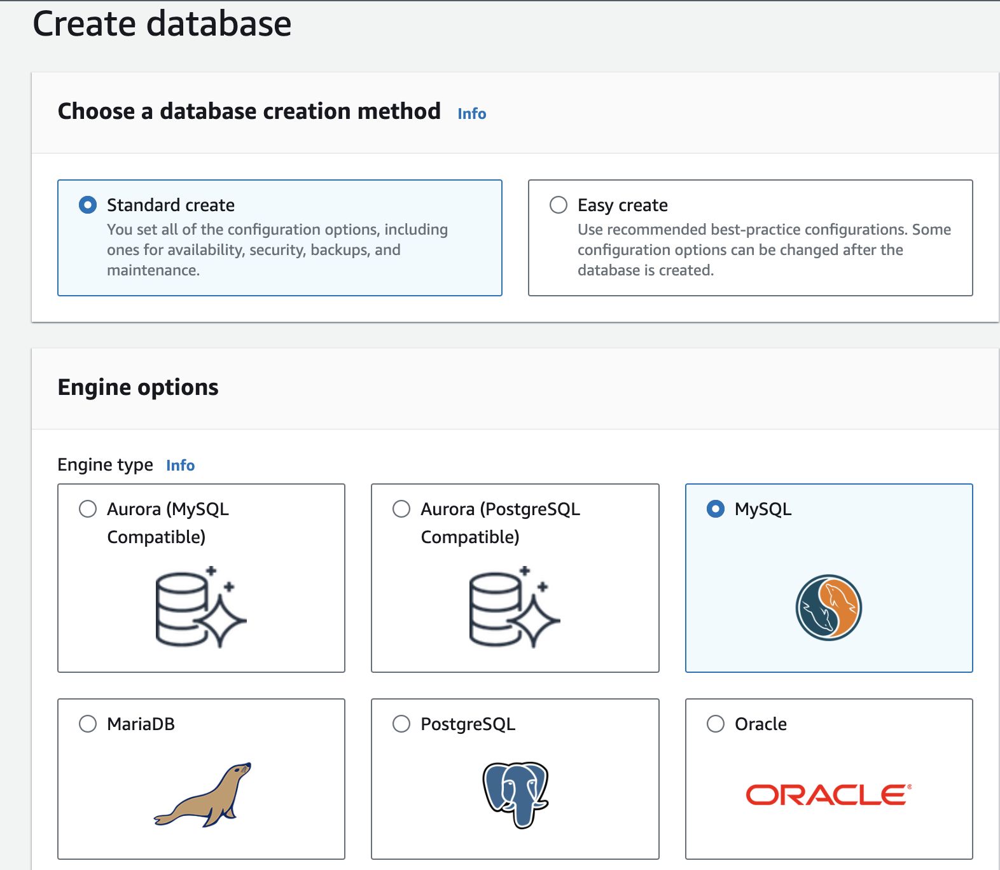 Create database
Choose a database creation method Info
Standard create
You set all of the configuration options, including
ones for availability, security, backups, and
maintenance.
Easy create
Use recommended best-practice configurations. Some
configuration options can be changed after the
database is created.
Engine options
Engine type Info
Aurora (MySQL
Compatible)
Aurora (PostgreSQL
Compatible)
MySQL
MariaDB
PostgreSQL
Oracle
ORACLE